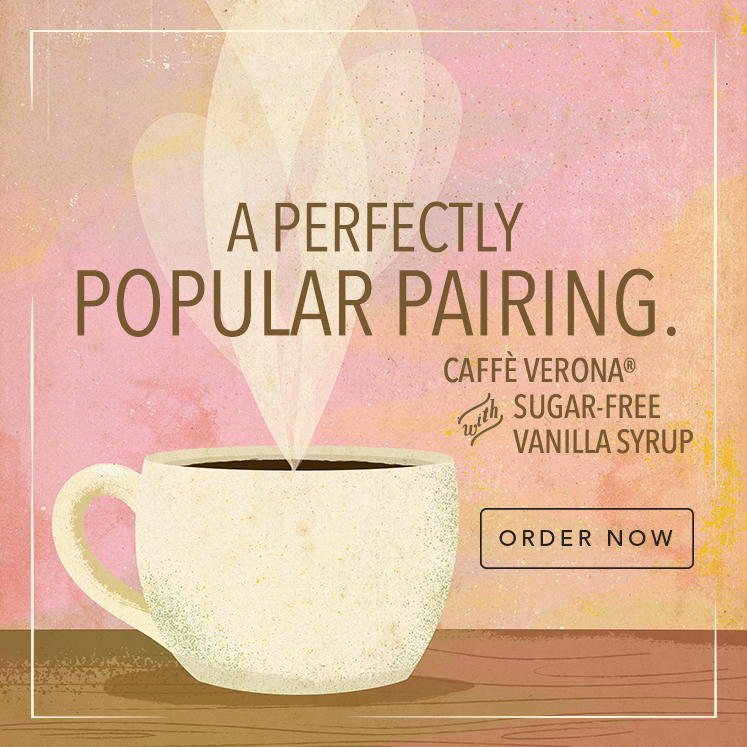 A PERFECTLY
POPULAR PAIRING.
CAFFÈ VERONA®
with SUGAR-FREE
VANILLA SYRUP
ORDER NOW